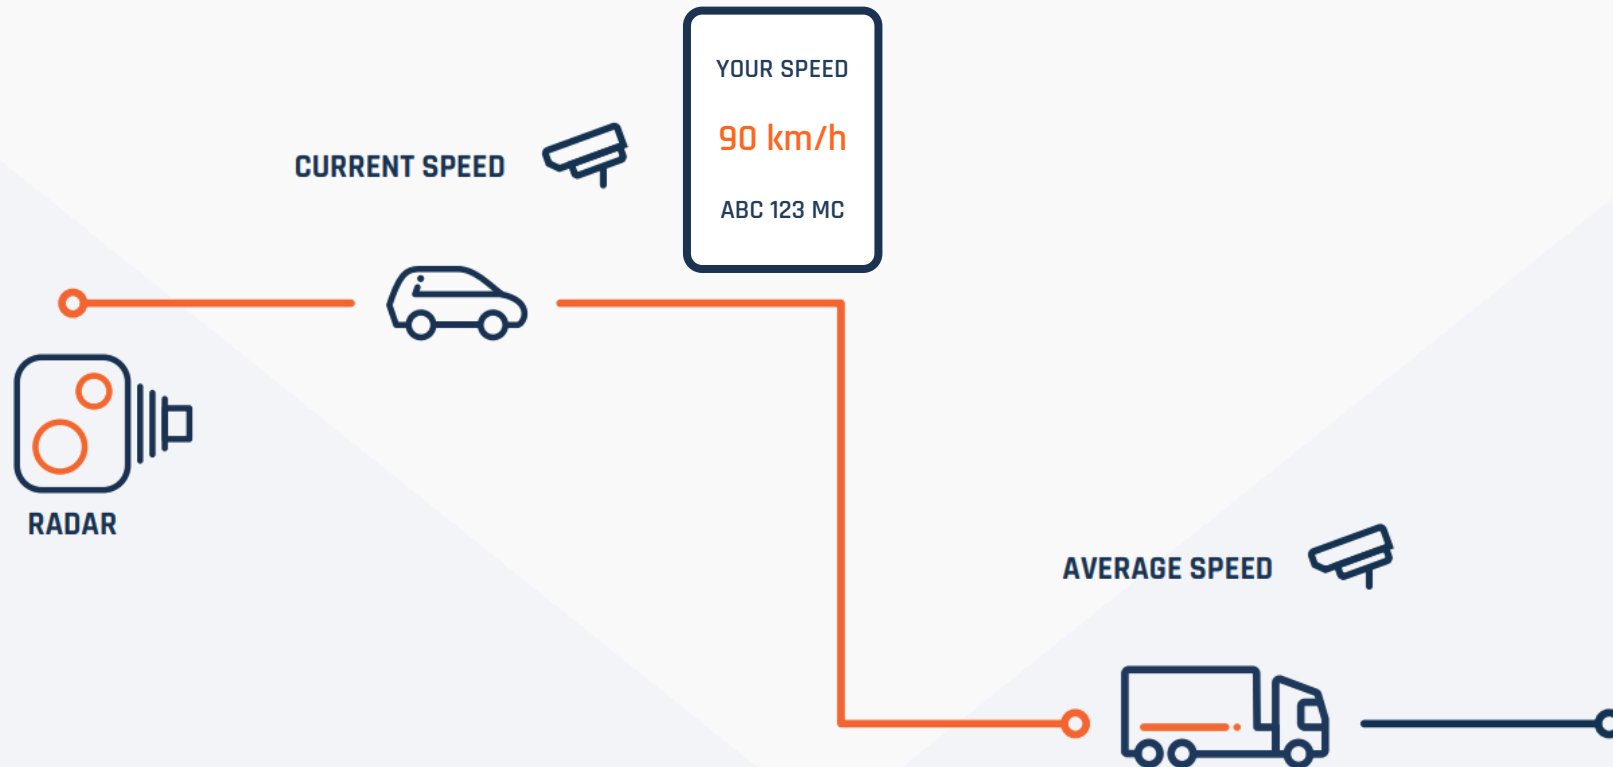 YOUR SPEED
90 km/h
ABC 123 MC
CURRENT SPEED
RADAR
AVERAGE SPEED